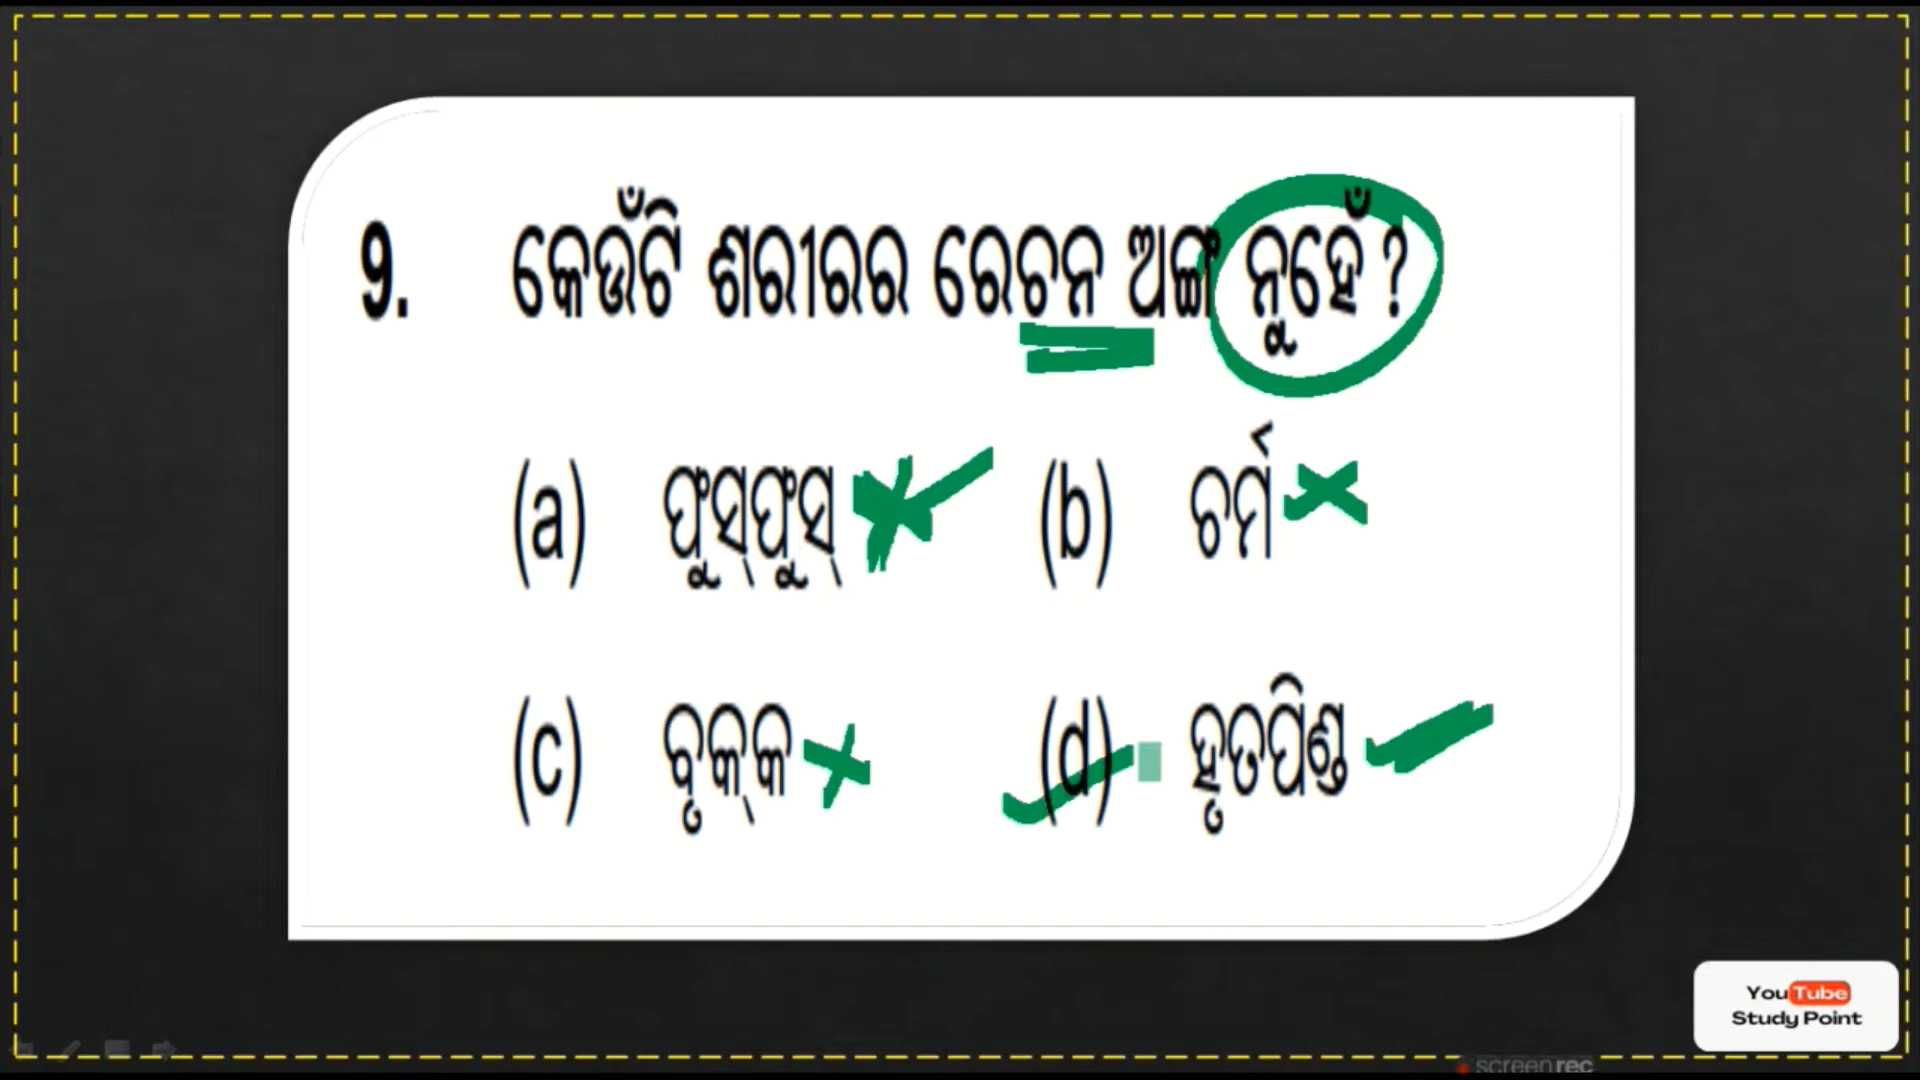 9. କେଉଁଟି ଶରୀରର ରେଚନ ଅଙ୍ଗ ନୁହେଁ ?
(a) ଫୁସ୍‌ଫୁସ୍ (b) ଚର୍ମ
(c) ବୃକ୍‌କ (d) ହୃତପିଣ୍ଡ
YouTube
Study Point
screenrec